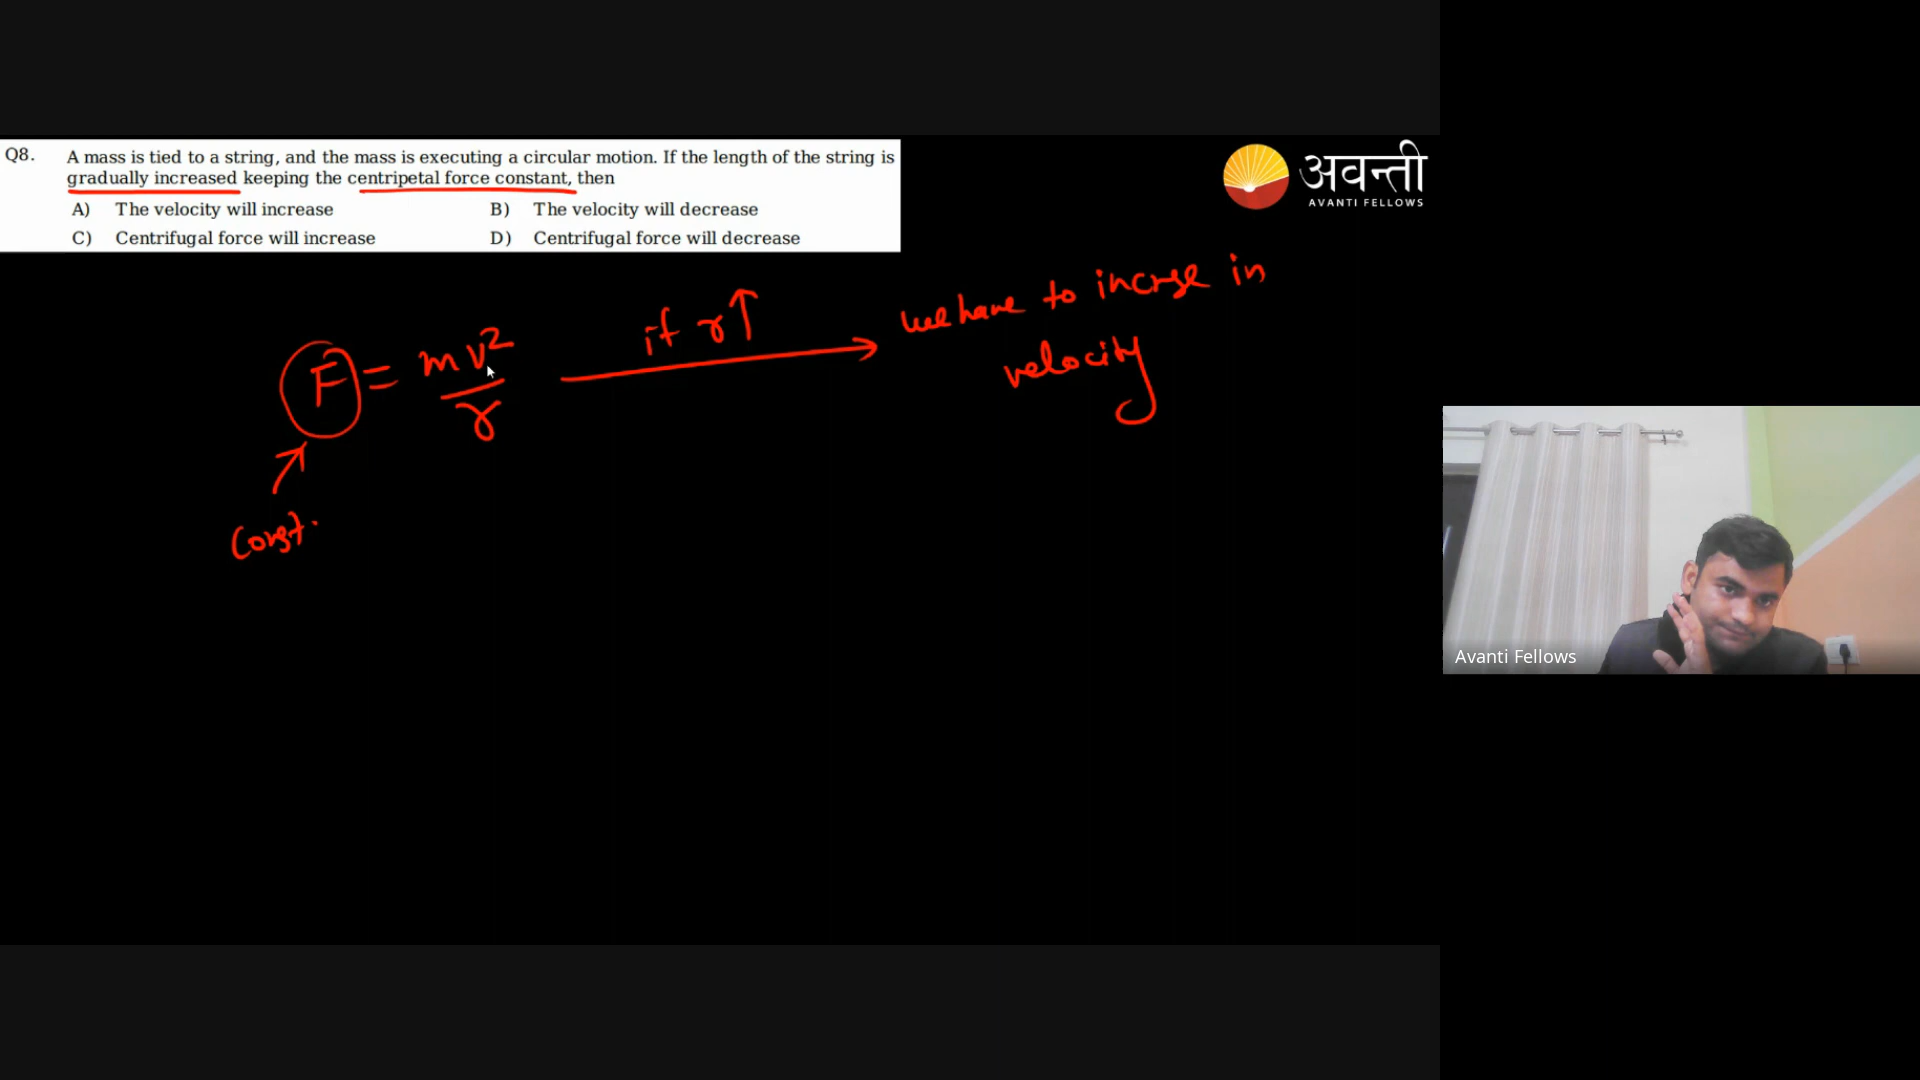 Q8. A mass is tied to a string, and the mass is executing a circular motion. If the length of the string is
gradually increased keeping the centripetal force constant, then
A) The velocity will increase B) The velocity will decrease
C) Centrifugal force will increase D) Centrifugal force will decrease
अवन्ती
AVANTI FELLOWS
F = mv²/r
if r↑
we have to increse in
velocity
Const.
Avanti Fellows